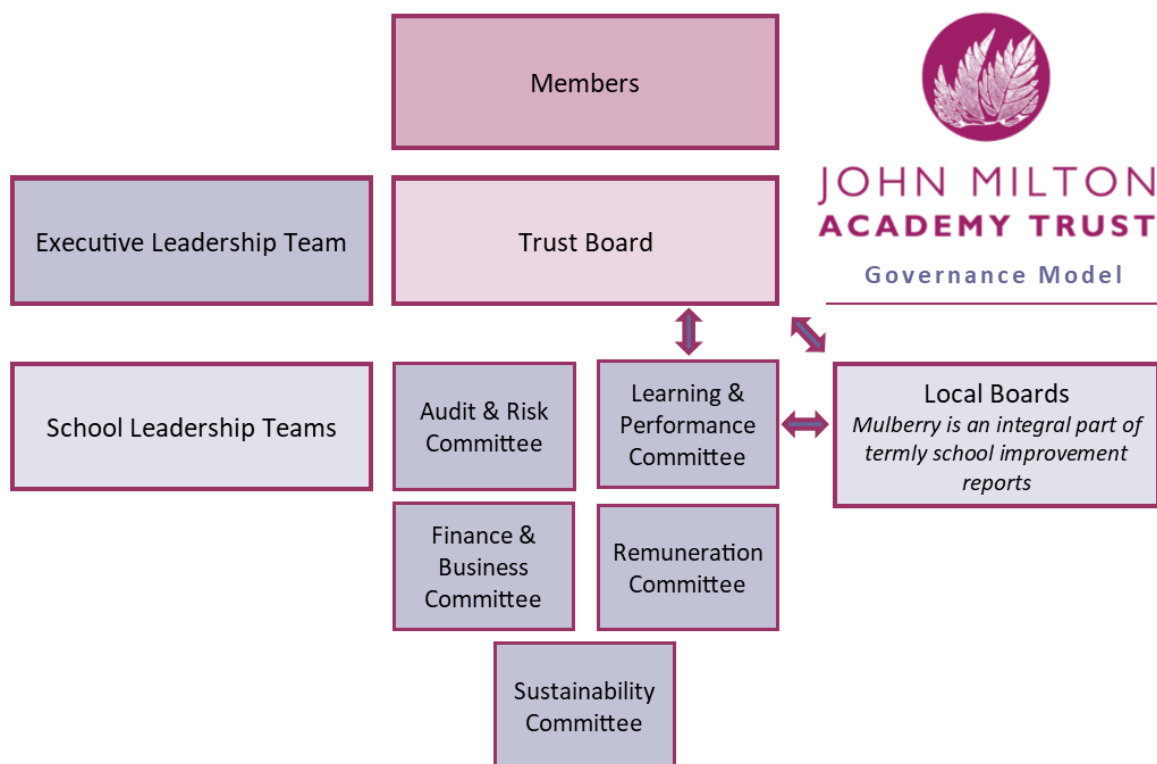 Members
JOHN MILTON
ACADEMY TRUST
Governance Model
Executive Leadership Team
Trust Board
School Leadership Teams
Audit & Risk
Committee
Learning &
Performance
Committee
Local Boards
Mulberry is an integral part of
termly school improvement
reports
Finance &
Business
Committee
Remuneration
Committee
Sustainability
Committee